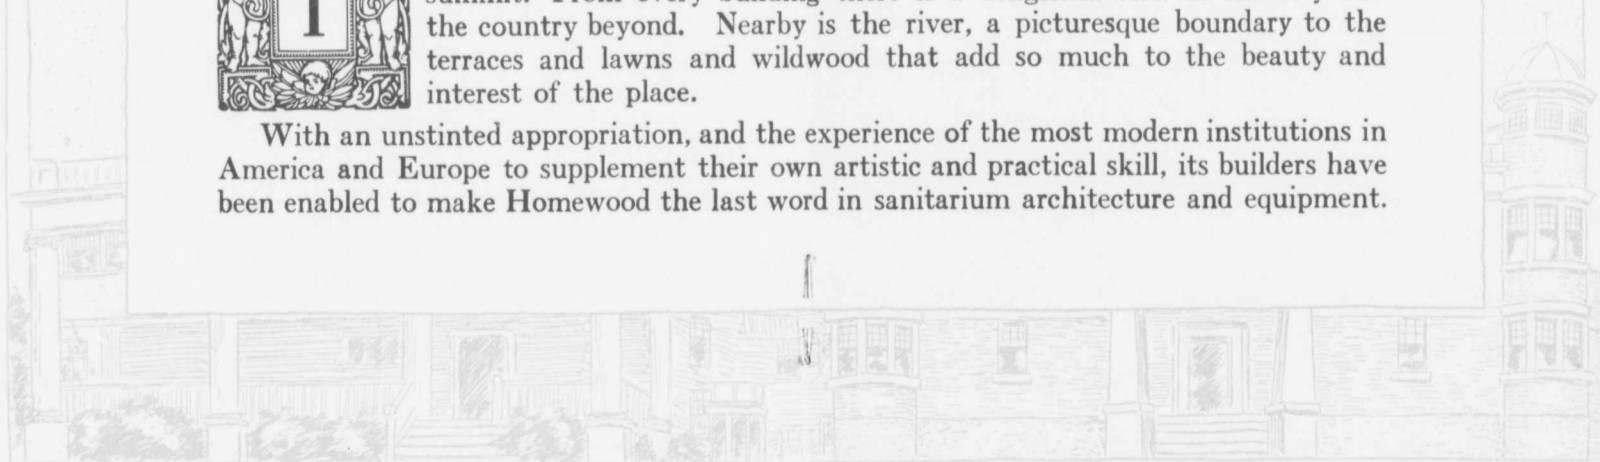 the country beyond. Nearby is the river, a picturesque boundary to the
terraces and lawns and wildwood that add so much to the beauty and
interest of the place.
With an unstinted appropriation, and the experience of the most modern institutions in
America and Europe to supplement their own artistic and practical skill, its builders have
been enabled to make Homewood the last word in sanitarium architecture and equipment.